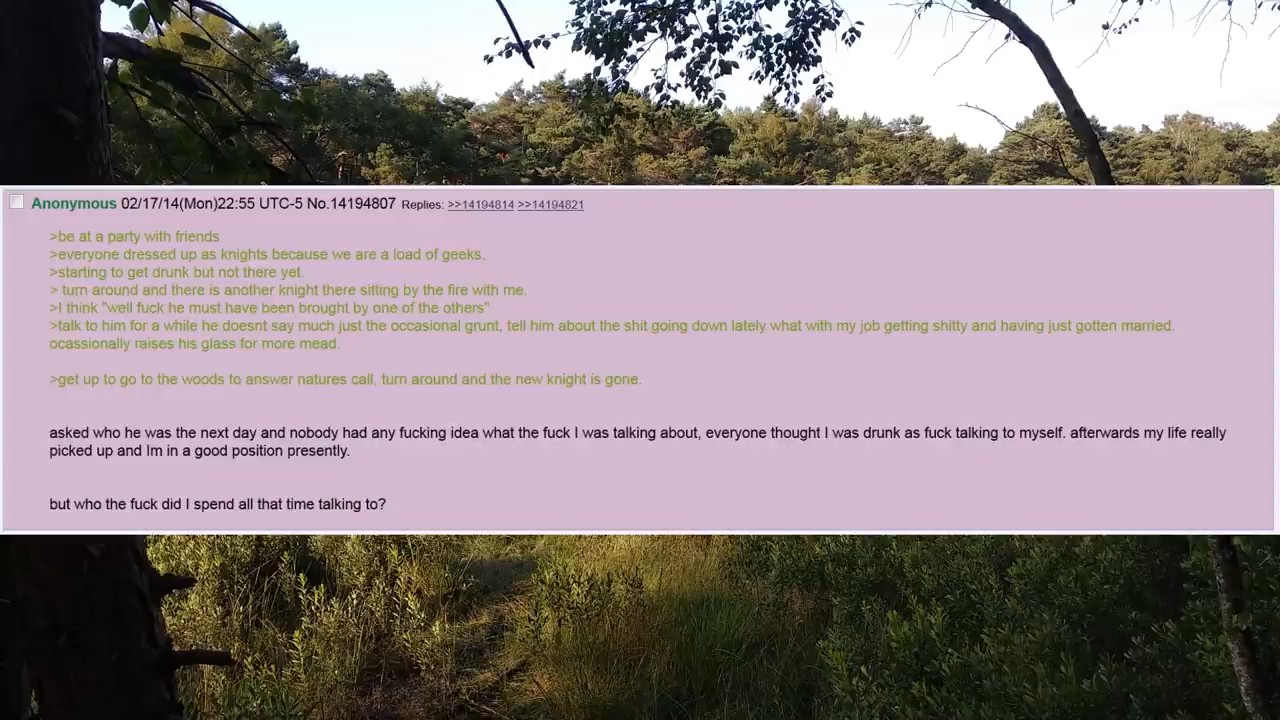 Anonymous 02/17/14(Mon)22:55 UTC-5 No.14194807 Replies: >>14194814 >>14194821
>be at a party with friends
>everyone dressed up as knights because we are a load of geeks.
>starting to get drunk but not there yet.
> turn around and there is another knight there sitting by the fire with me.
>I think "well fuck he must have been brought by one of the others"
>talk to him for a while he doesnt say much just the occasional grunt, tell him about the shit going down lately what with my job getting shitty and having just gotten married.
ocassionally raises his glass for more mead.
>get up to go to the woods to answer natures call, turn around and the new knight is gone.
asked who he was the next day and nobody had any fucking idea what the fuck I was talking about, everyone thought I was drunk as fuck talking to myself. afterwards my life really
picked up and Im in a good position presently.
but who the fuck did I spend all that time talking to?